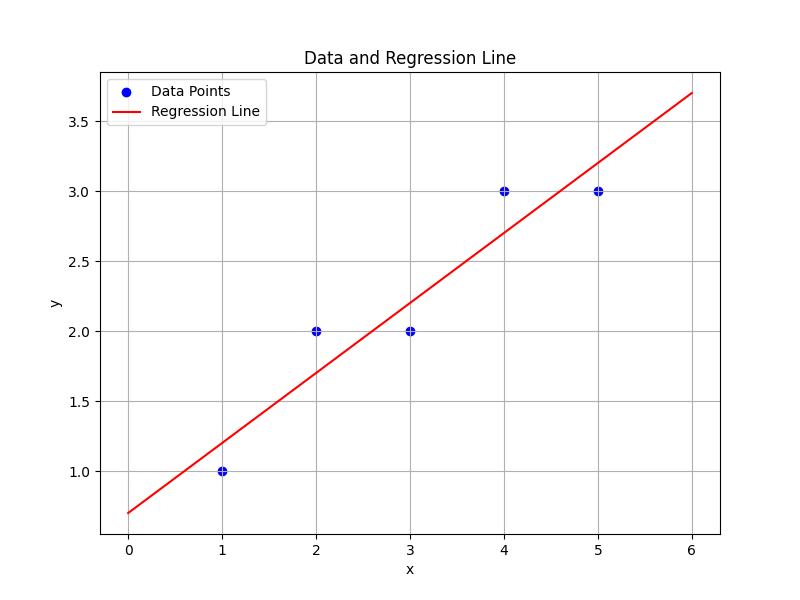 Data and Regression Line
Data Points
Regression Line
3.5
3.0
2.5
2.0
1.5
1.0
y
0 1 2 3 4 5 6
x